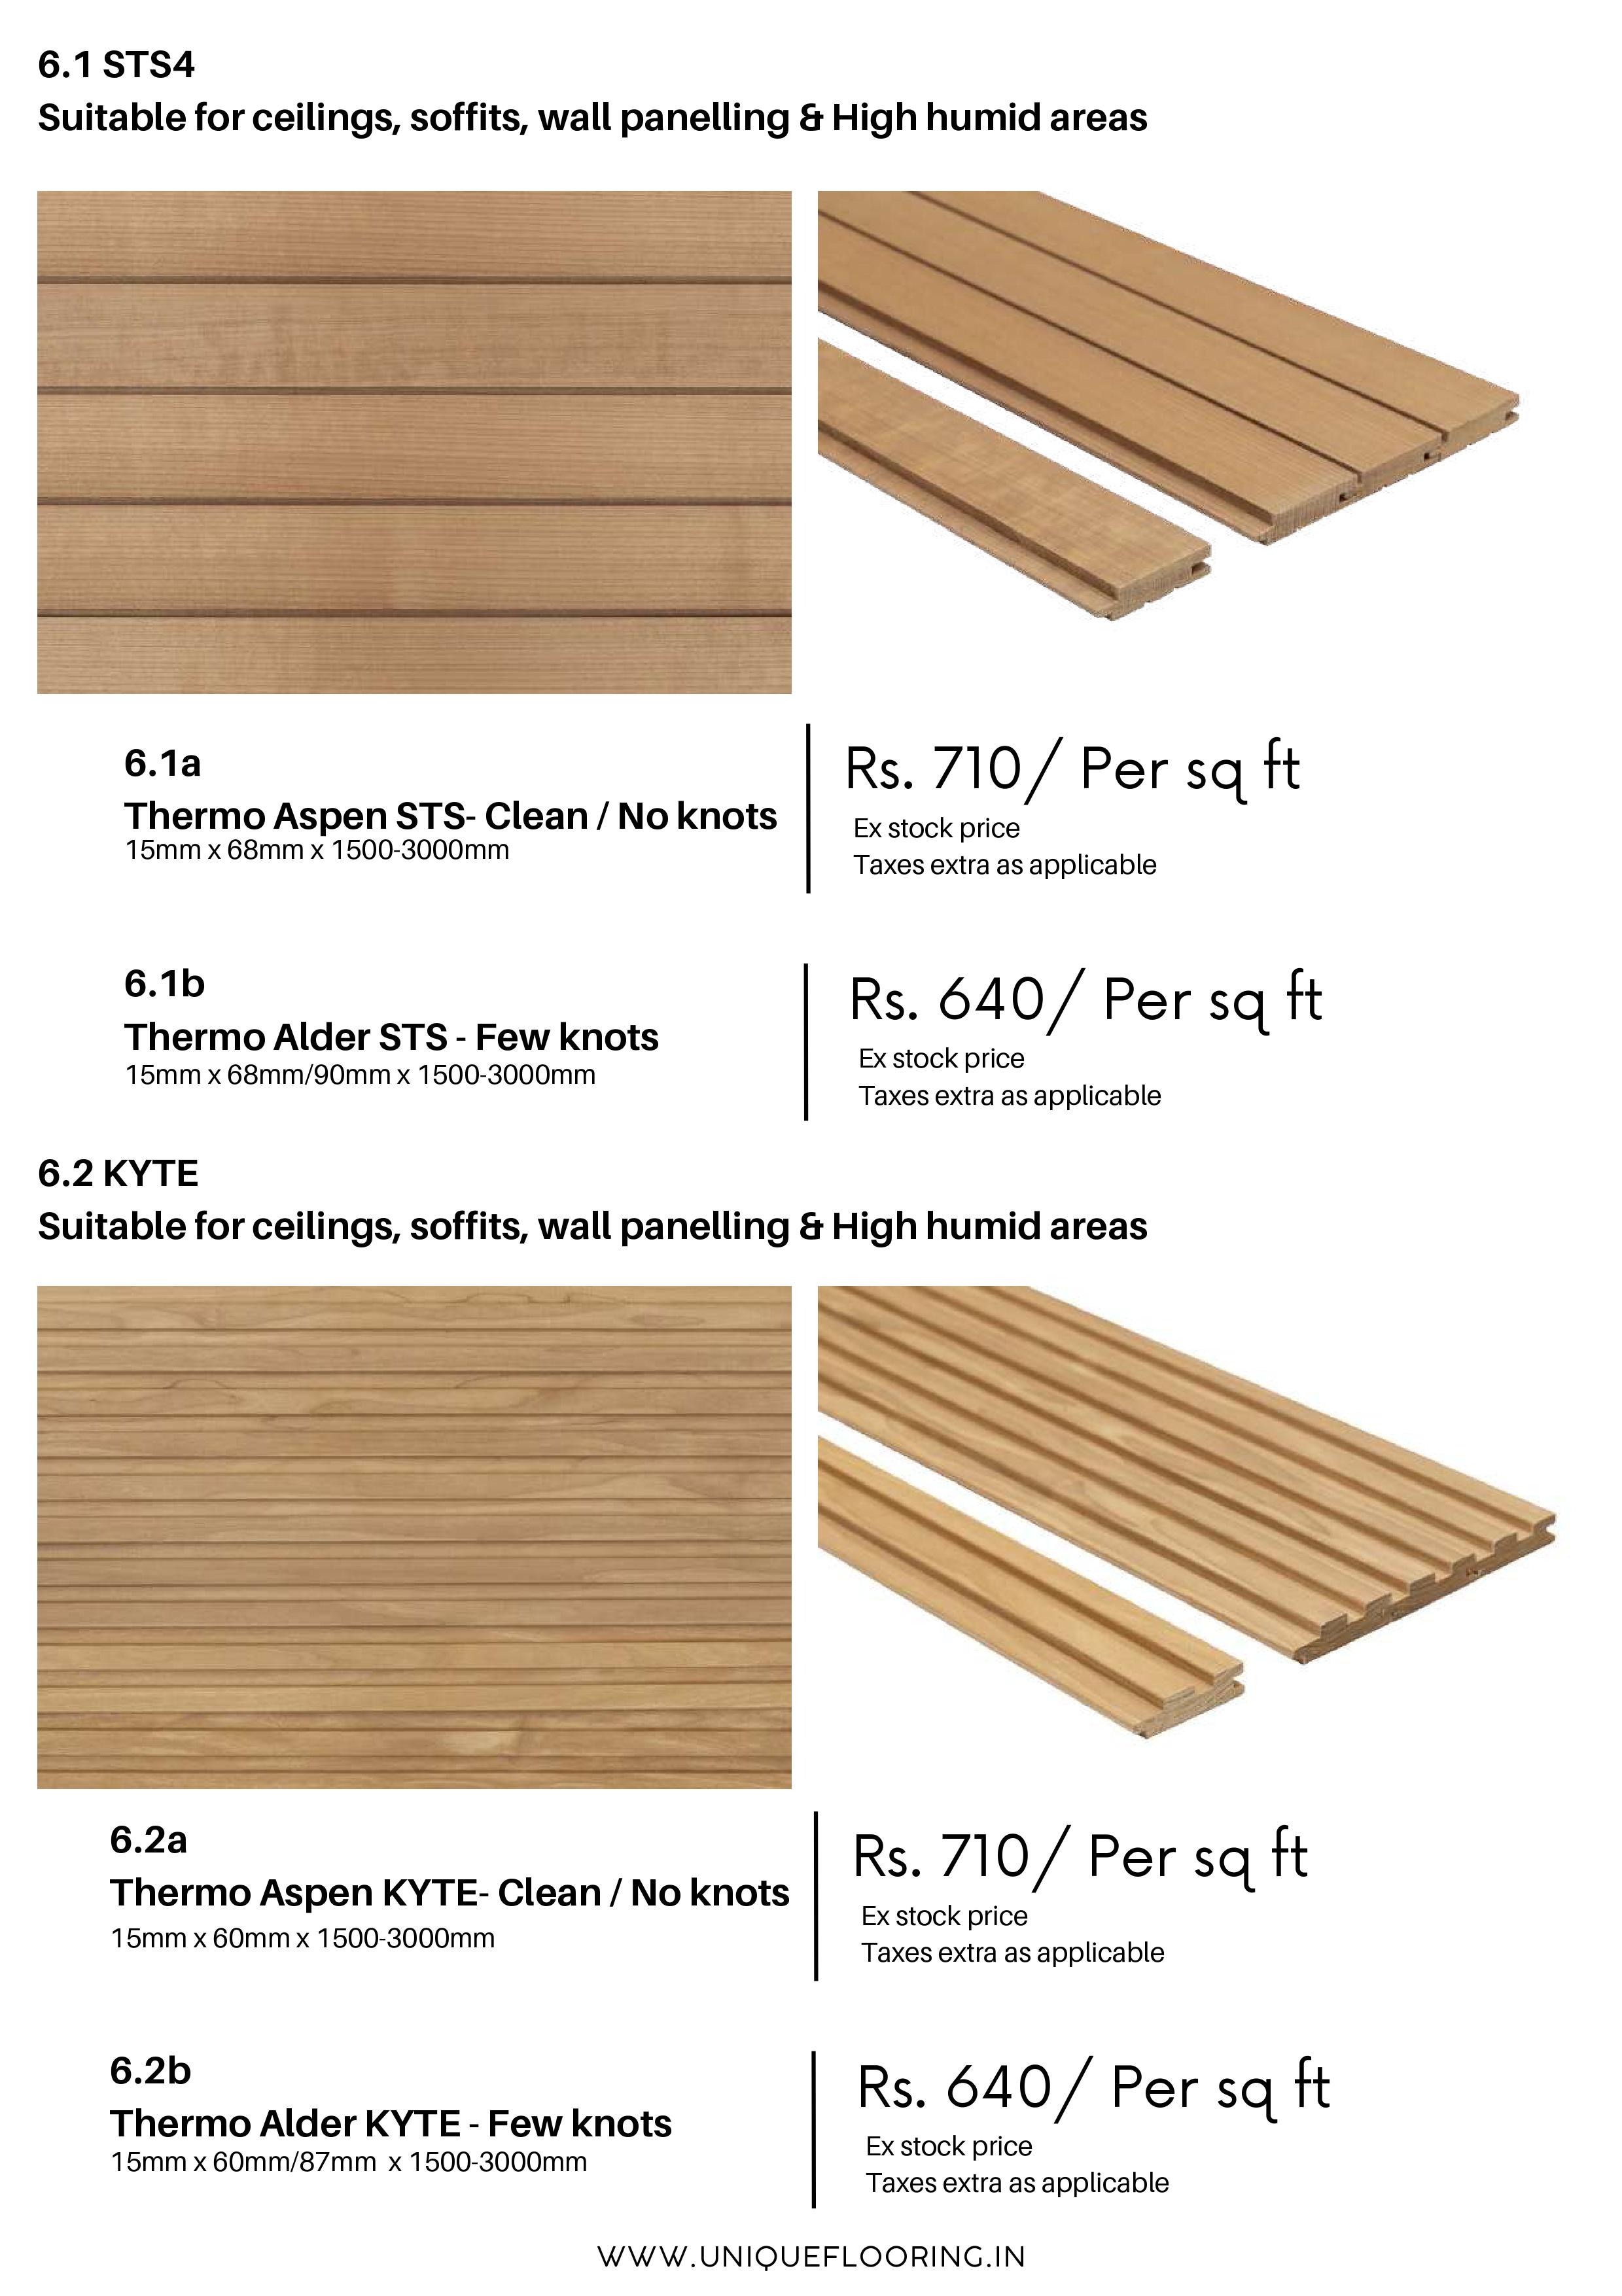 6.1 STS4
Suitable for ceilings, soffits, wall panelling & High humid areas
6.1a
Thermo Aspen STS- Clean / No knots
15mm x 68mm x 1500-3000mm
Rs. 710/ Per sq ft
Ex stock price
Taxes extra as applicable
6.1b
Thermo Alder STS - Few knots
15mm x 68mm/90mm x 1500-3000mm
Rs. 640/ Per sq ft
Ex stock price
Taxes extra as applicable
6.2 KYTE
Suitable for ceilings, soffits, wall panelling & High humid areas
6.2a
Thermo Aspen KYTE- Clean / No knots
15mm x 60mm x 1500-3000mm
Rs. 710/ Per sq ft
Ex stock price
Taxes extra as applicable
6.2b
Thermo Alder KYTE - Few knots
15mm x 60mm/87mm x 1500-3000mm
Rs. 640/ Per sq ft
Ex stock price
Taxes extra as applicable
WWW.UNIQUEFLOORING.IN